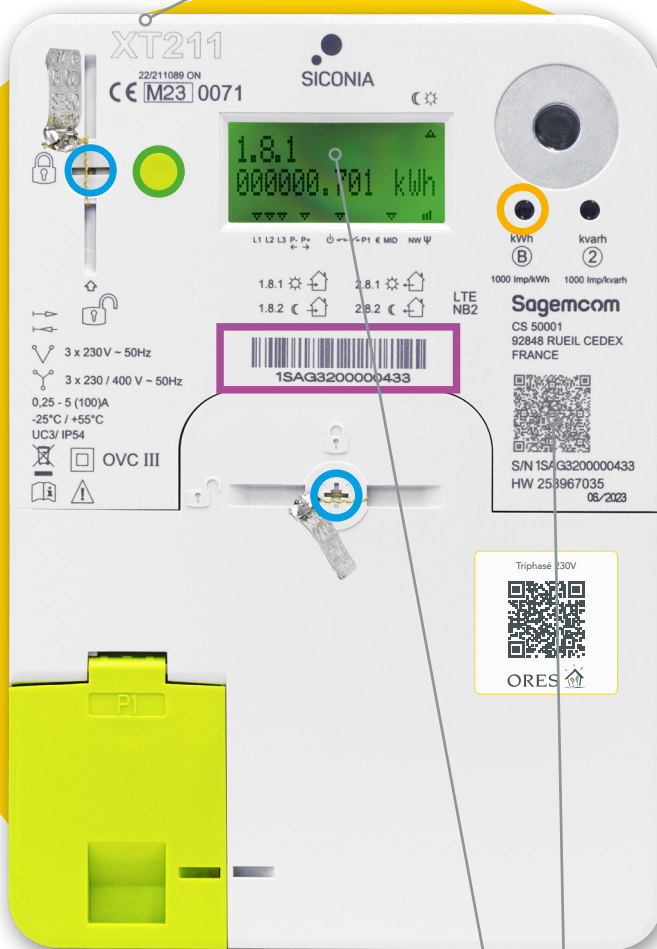 XT211
22/211089 ON
CE M23 0071
SICONIA
1.8.1
000000.701 kWh
L1 L2 L3 P- P+ P1 € MID NW
kWh
B
1000 Imp/kWh
kvarh
2
1000 Imp/kvarh
1.8.1 2.8.1
1.8.2 2.8.2
LTE
NB2
Sagemcom
CS 50001
92848 RUEIL CEDEX
FRANCE
1SAG3200000433
3 x 230 V ~ 50Hz
3 x 230 / 400 V ~ 50Hz
0,25 - 5 (100)A
-25°C / +55°C
UC3/ IP54
OVC III
S/N 1SAG3200000433
HW 253967035
06/2023
Triphasé 230V
ORES
P1